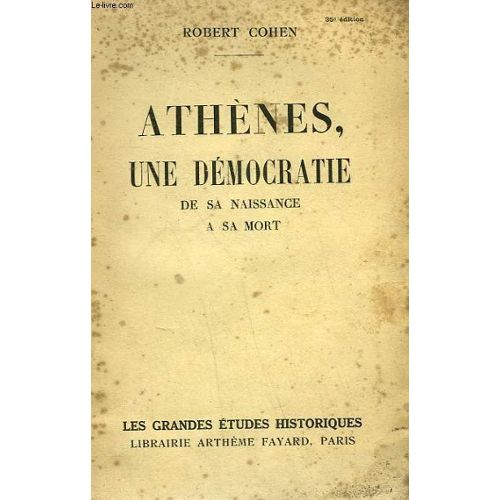 Le-livre.com
35e édition
ROBERT COHEN
ATHÈNES,
UNE DÉMOCRATIE
DE SA NAISSANCE
A SA MORT
LES GRANDES ÉTUDES HISTORIQUES
LIBRAIRIE ARTHÈME FAYARD. PARIS